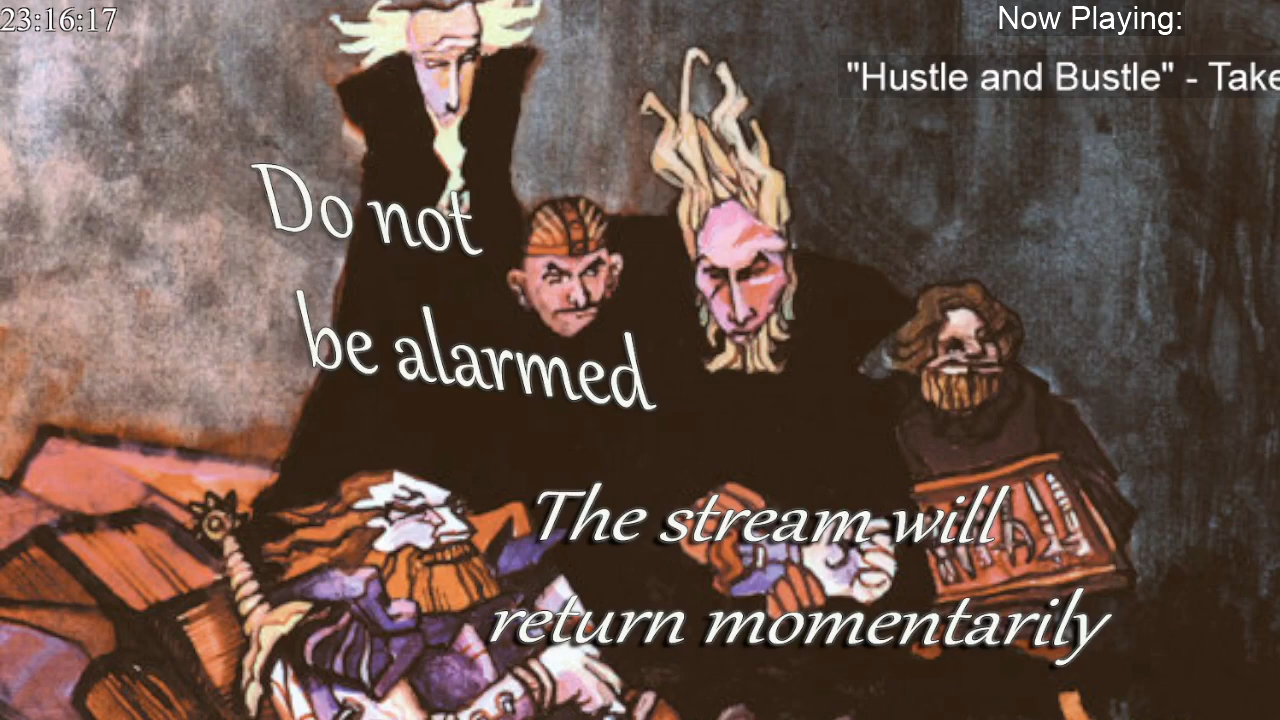 23:16:17
Now Playing:
"Hustle and Bustle" - Take
Do not
be alarmed
The stream will
return momentarily